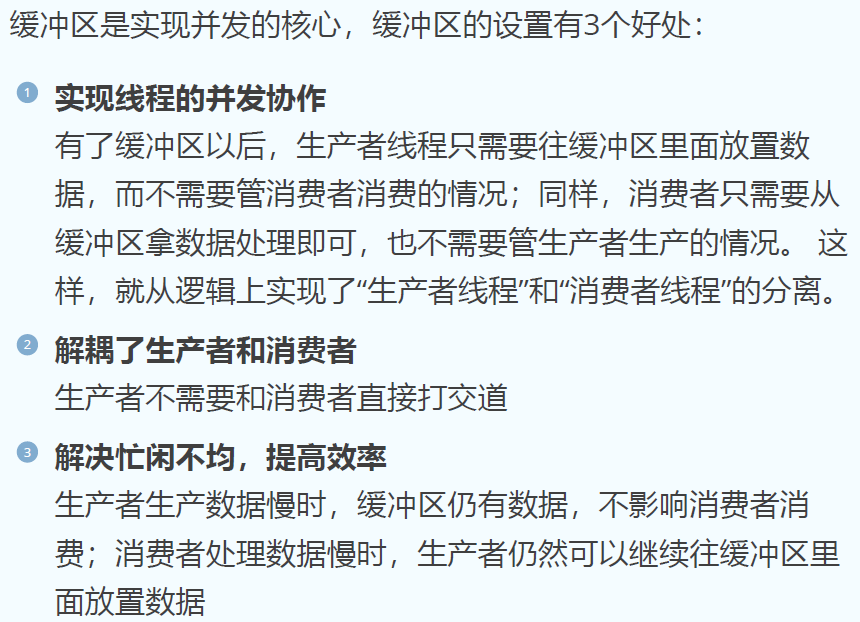 缓冲区是实现并发的核心，缓冲区的设置有3个好处：
1 实现线程的并发协作
有了缓冲区以后，生产者线程只需要往缓冲区里面放置数
据，而不需要管消费者消费的情况；同样，消费者只需要从
缓冲区拿数据处理即可，也不需要管生产者生产的情况。 这
样，就从逻辑上实现了“生产者线程”和“消费者线程”的分离。
2 解耦了生产者和消费者
生产者不需要和消费者直接打交道
3 解决忙闲不均，提高效率
生产者生产数据慢时，缓冲区仍有数据，不影响消费者消
费；消费者处理数据慢时，生产者仍然可以继续往缓冲区里
面放置数据